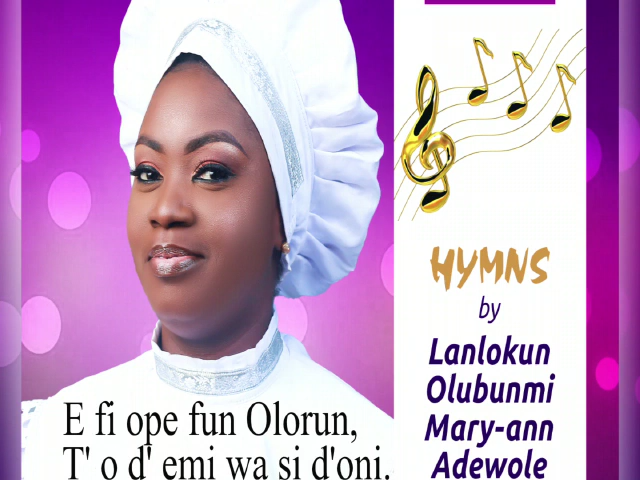 HYMNS
by
Lanlokun
Olubunmi
Mary-ann
Adewole
E fi ope fun Olorun,
T' o d' emi wa si d'oni.